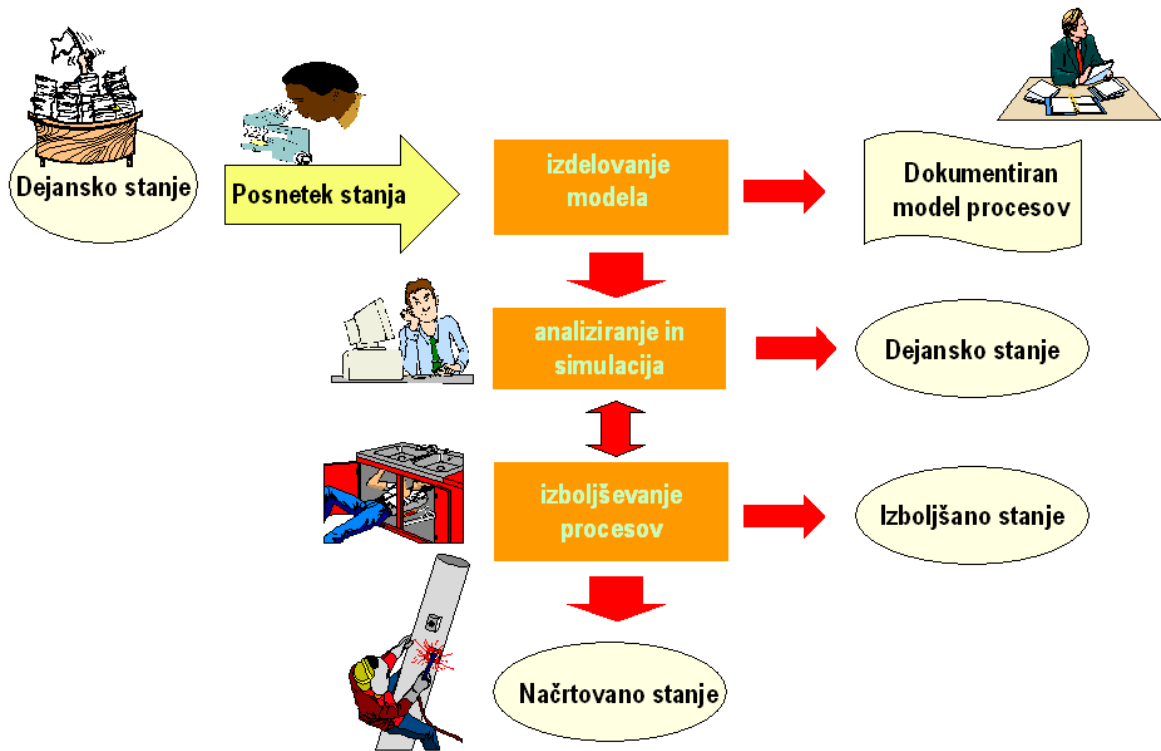 Dejansko stanje
Posnetek stanja
izdelovanje
modela
Dokumentiran
model procesov
analiziranje in
simulacija
Dejansko stanje
izboljševanje
procesov
Izboljšano stanje
Načrtovano stanje